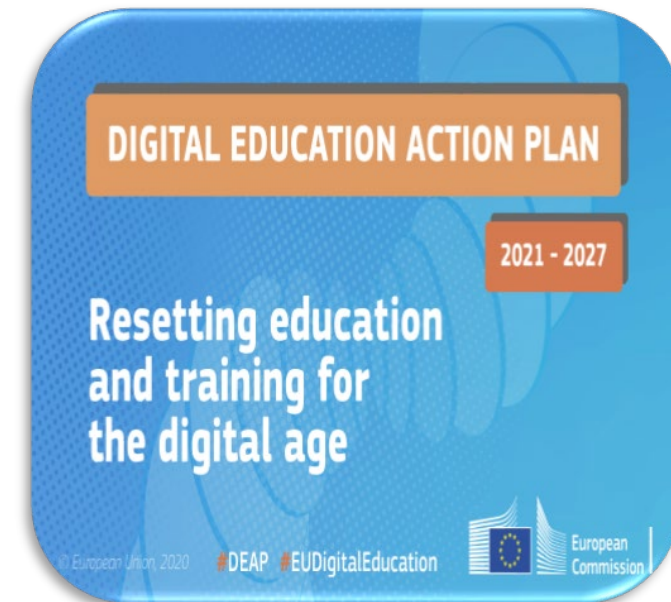 DIGITAL EDUCATION ACTION PLAN
2021 - 2027
Resetting education
and training for
the digital age
© European Union, 2020
#DEAP #EUDigitalEducation
European
Commission